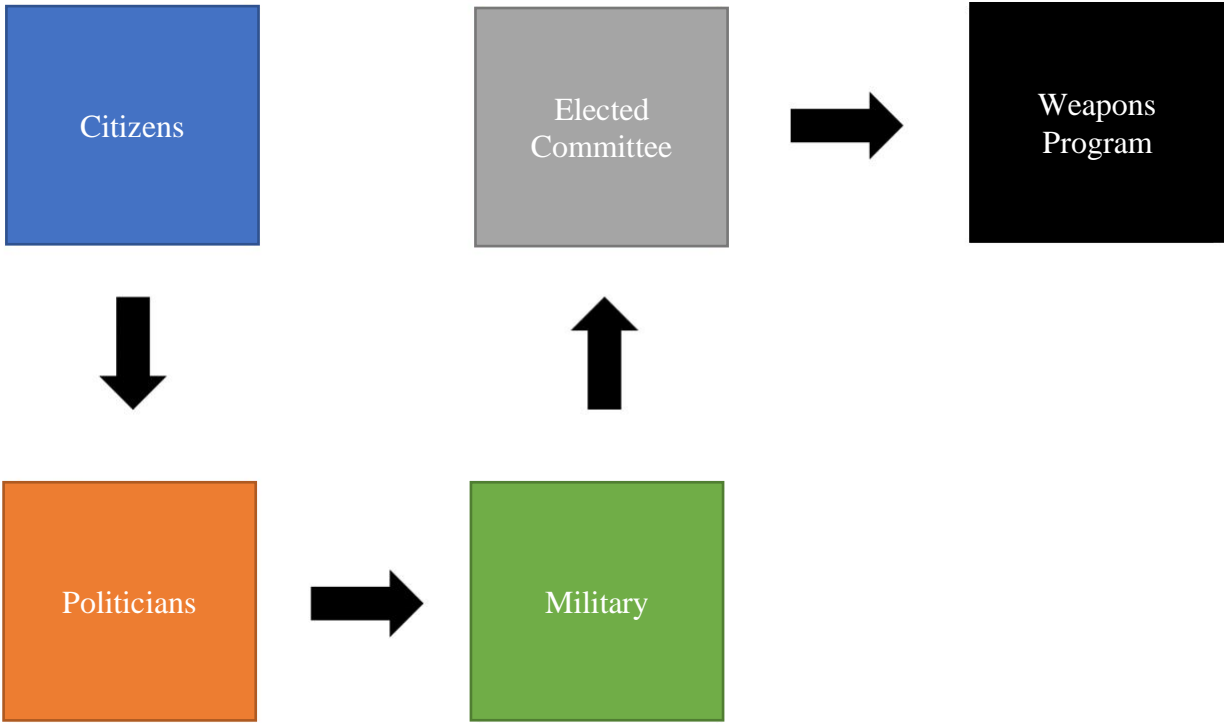 Citizens
Elected
Committee
Weapons
Program
Politicians
Military